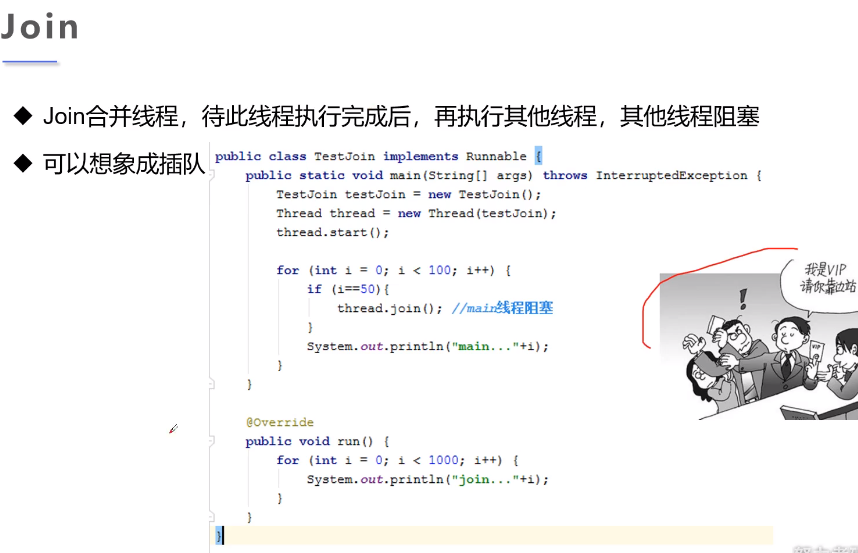 Join
◆ Join合并线程，待此线程执行完成后，再执行其他线程，其他线程阻塞
◆ 可以想象成插队
public class TestJoin implements Runnable {
    public static void main(String[] args) throws InterruptedException {
        TestJoin testJoin = new TestJoin();
        Thread thread = new Thread(testJoin);
        thread.start();
        for (int i = 0; i < 100; i++) {
            if (i==50){
                thread.join(); //main线程阻塞
            }
            System.out.println("main..."+i);
        }
    }
    @Override
    public void run() {
        for (int i = 0; i < 1000; i++) {
            System.out.println("join..."+i);
        }
    }
}
我是VIP
请你靠边站
!
VIP